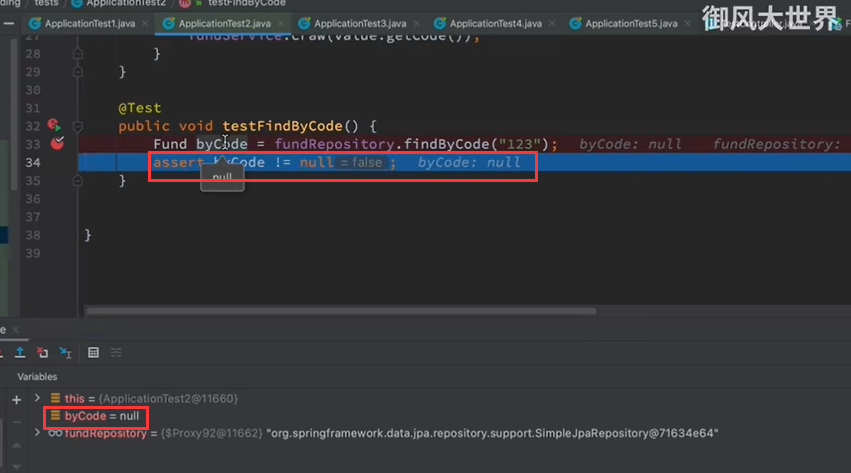 tests ApplicationTest2 testFindByCode
御风大世界
ApplicationTest1.java ApplicationTest2.java ApplicationTest3.java ApplicationTest4.java ApplicationTest5.java
27 fundService.craw(value.getCode());
28 }
29 }
30
31 @Test
32 public void testFindByCode() {
33 Fund byCode = fundRepository.findByCode("123"); byCode: null fundRepository:
34 assert byCode != null = false ; byCode: null
null
35 }
36
37
38 }
39
Variables
this = {ApplicationTest2@11660}
byCode = null
fundRepository = {$Proxy92@11662} "org.springframework.data.jpa.repository.support.SimpleJpaRepository@71634e64"